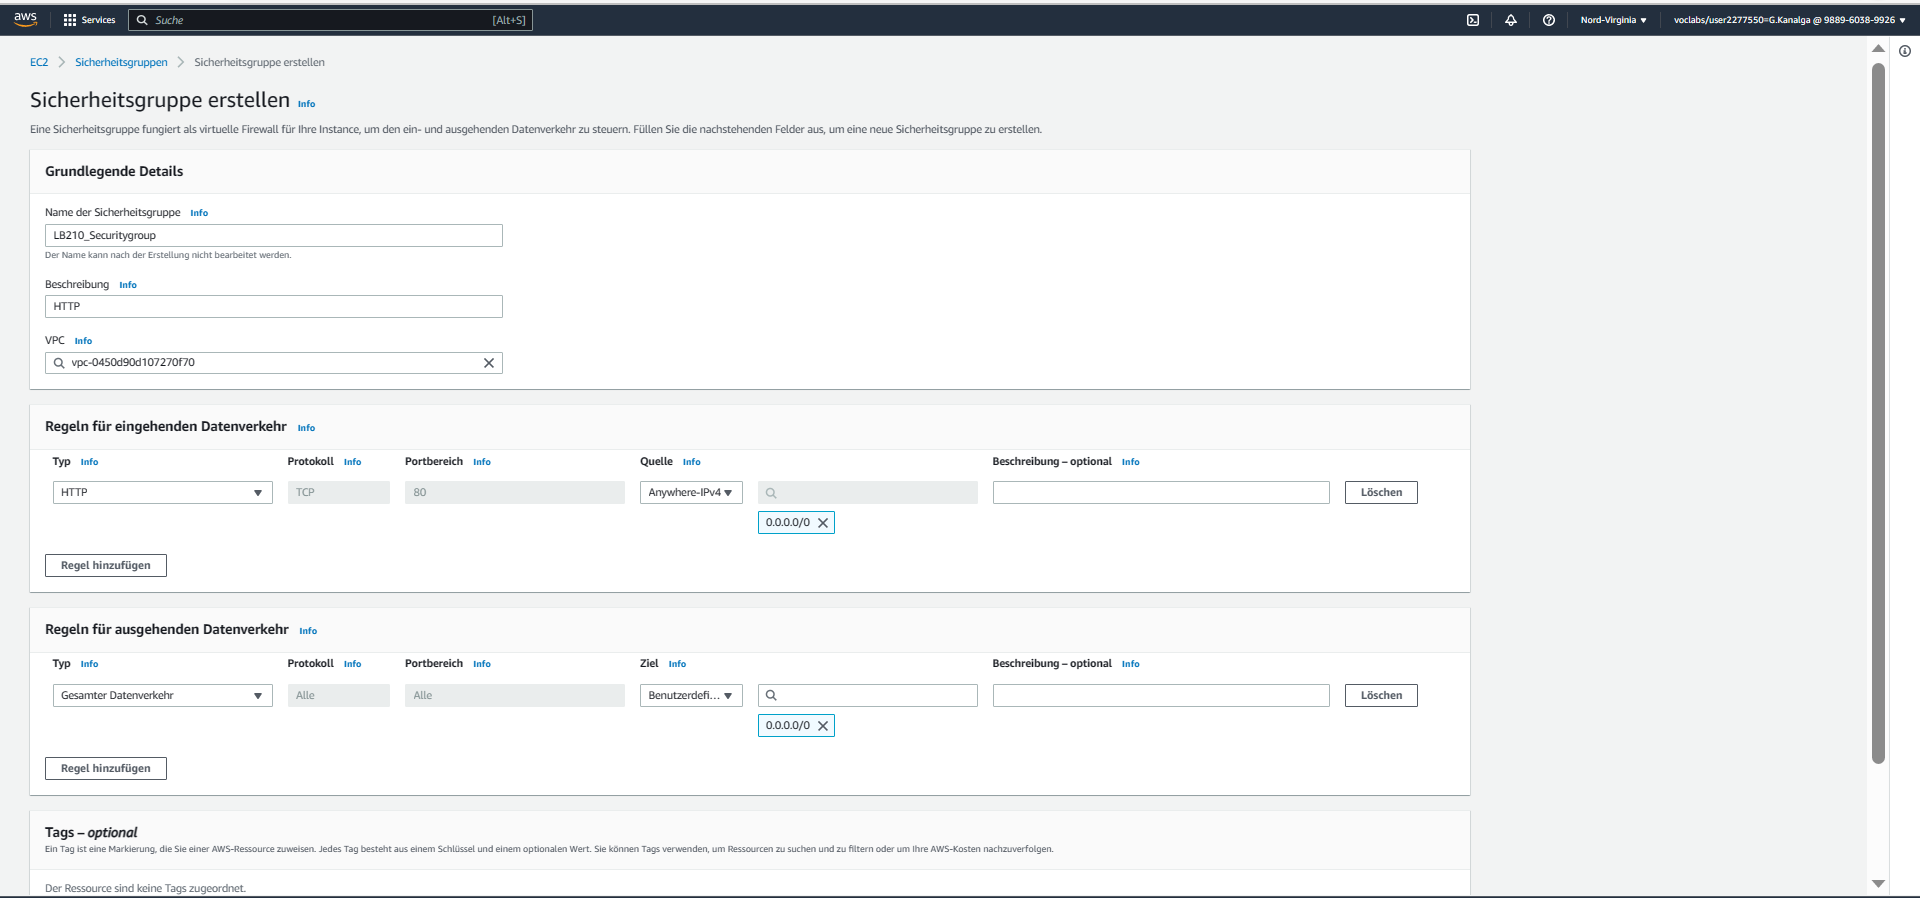 aws Services Suche [Alt+S] Nord-Virginia voclabs/user2277550=G.Kanalga @ 9889-6038-9926
EC2 Sicherheitsgruppen Sicherheitsgruppe erstellen
Sicherheitsgruppe erstellen Info
Eine Sicherheitsgruppe fungiert als virtuelle Firewall für Ihre Instance, um den ein- und ausgehenden Datenverkehr zu steuern. Füllen Sie die nachstehenden Felder aus, um eine neue Sicherheitsgruppe zu erstellen.
Grundlegende Details
Name der Sicherheitsgruppe Info
LB210_Securitygroup
Der Name kann nach der Erstellung nicht bearbeitet werden.
Beschreibung Info
HTTP
VPC Info
vpc-0450d90d107270f70
Regeln für eingehenden Datenverkehr Info
Typ Info Protokoll Info Portbereich Info Quelle Info Beschreibung – optional Info
HTTP TCP 80 Anywhere-IPv4 Löschen
0.0.0.0/0
Regel hinzufügen
Regeln für ausgehenden Datenverkehr Info
Typ Info Protokoll Info Portbereich Info Ziel Info Beschreibung – optional Info
Gesamter Datenverkehr Alle Alle Benutzerdefi... Löschen
0.0.0.0/0
Regel hinzufügen
Tags – optional
Ein Tag ist eine Markierung, die Sie einer AWS-Ressource zuweisen. Jedes Tag besteht aus einem Schlüssel und einem optionalen Wert. Sie können Tags verwenden, um Ressourcen zu suchen und zu filtern oder um Ihre AWS-Kosten nachzuverfolgen.
Der Ressource sind keine Tags zugeordnet.